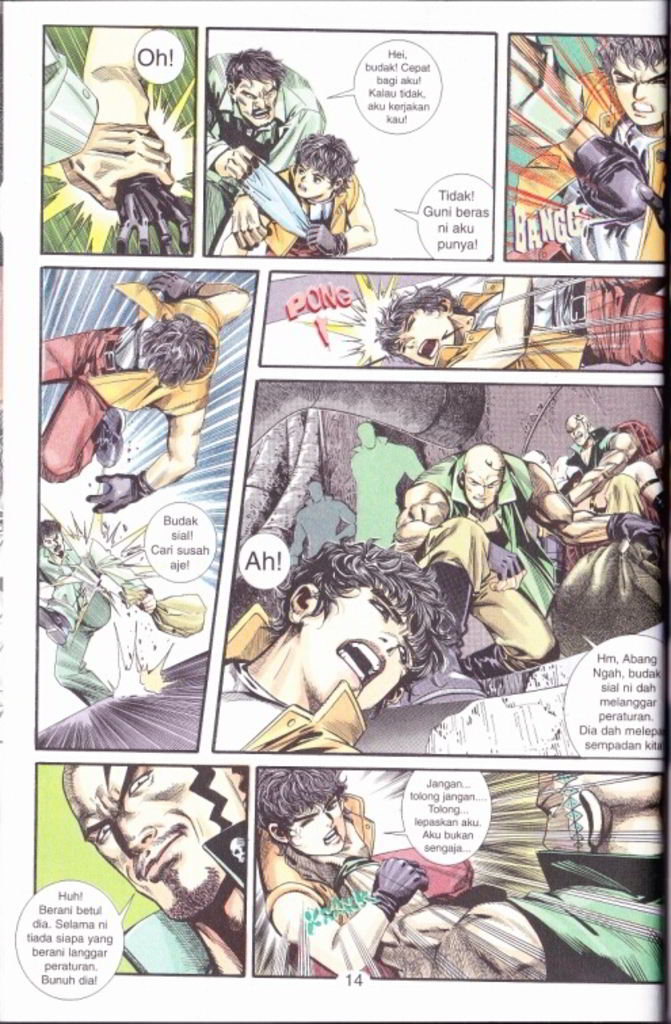 Oh!
Hei,
budak! Cepat
bagi aku!
Kalau tidak,
aku kerjakan
kau!
Tidak!
Guni beras
ni aku
punya!
BANGG
PONG
!
Budak
sial!
Cari susah
aje!
Ah!
Hm, Abang
Ngah, budak
sial ni dah
melanggar
peraturan.
Dia dah melepa
sempadan kita
Huh!
Berani betul
dia. Selama ni
tiada siapa yang
berani langgar
peraturan.
Bunuh dia!
Jangan...
tolong jangan....
Tolong...
lepaskan aku.
Aku bukan
sengaja...
14